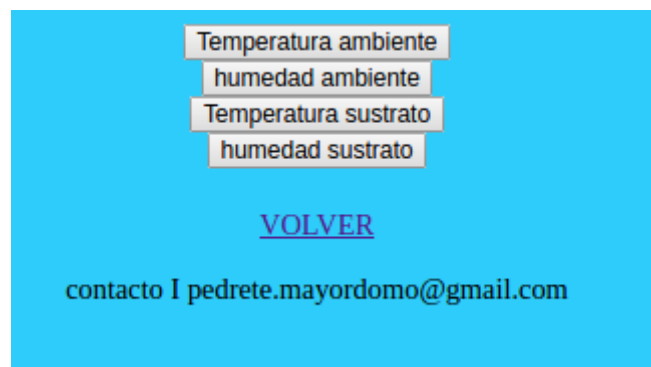 Temperatura ambiente
humedad ambiente
Temperatura sustrato
humedad sustrato
VOLVER
contacto I pedrete.mayordomo@gmail.com